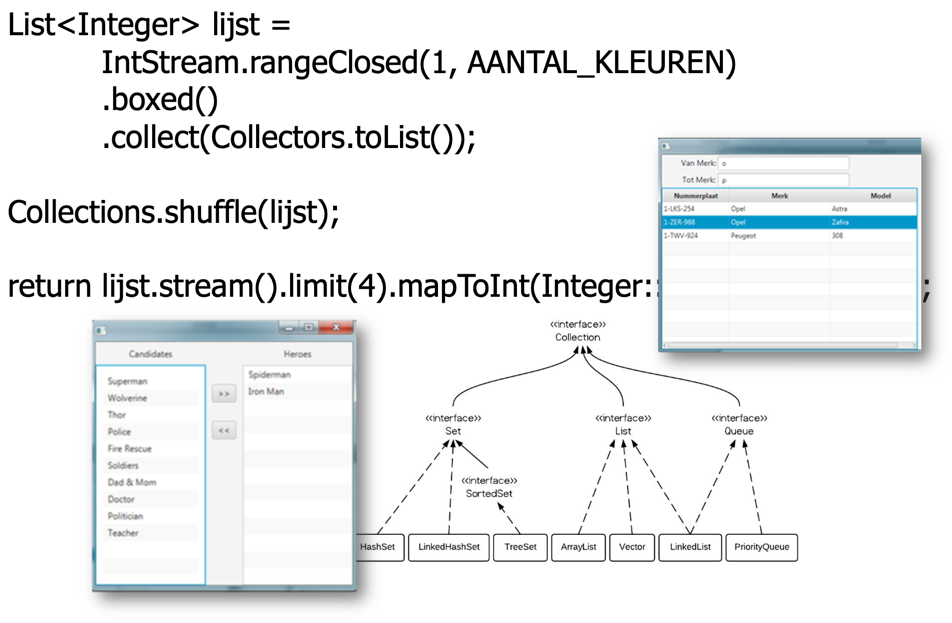 List<Integer> lijst =
IntStream.rangeClosed(1, AANTAL_KLEUREN)
.boxed()
.collect(Collectors.toList());
Collections.shuffle(lijst);
return lijst.stream().limit(4).mapToInt(Integer::
;
Van Merk: o
Tot Merk: p
Nummerplaat Merk Model
1-LKS-254 Opel Astra
1-ZER-988 Opel Zafira
1-TWV-924 Peugeot 308
Candidates Heroes
Superman
Wolverine
Thor
Police
Fire Rescue
Soldiers
Dad & Mom
Doctor
Politician
Teacher
>>
<<
Spiderman
Iron Man
<<interface>>
Collection
<<interface>> <<interface>> <<interface>>
Set List Queue
<<interface>>
SortedSet
HashSet LinkedHashSet TreeSet ArrayList Vector LinkedList PriorityQueue